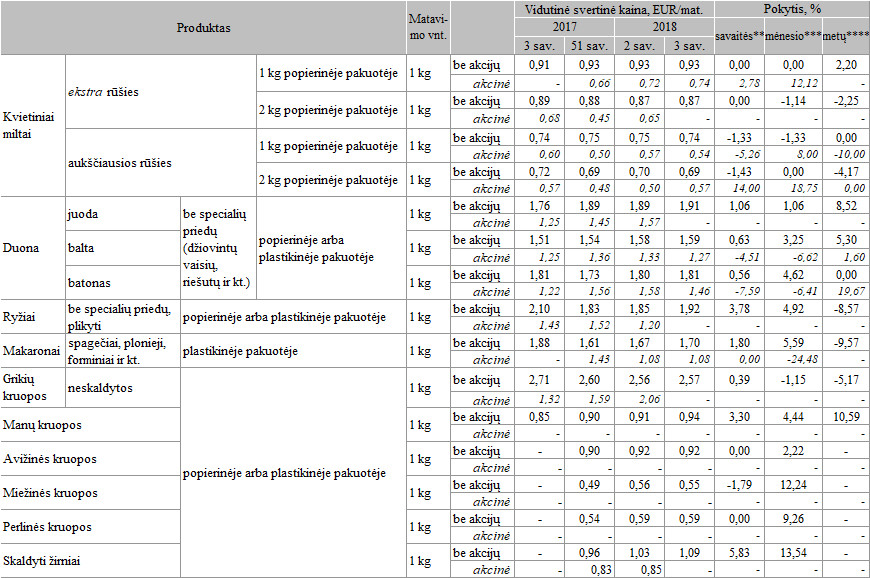 Produktas Matavi- Vidutinė svertinė kaina, EUR/mat. Pokytis, %
mo vnt. 2017 2018 savaitės** mėnesio*** metų****
3 sav. 51 sav. 2 sav. 3 sav.
Kvietiniai miltai ekstra rūšies 1 kg popierinėje pakuotėje 1 kg be akcijų 0,91 0,93 0,93 0,93 0,00 0,00 2,20
akcinė - 0,66 0,72 0,74 2,78 12,12 -
2 kg popierinėje pakuotėje 1 kg be akcijų 0,89 0,88 0,87 0,87 0,00 -1,14 -2,25
akcinė 0,68 0,45 0,65 - - - -
aukščiausios rūšies 1 kg popierinėje pakuotėje 1 kg be akcijų 0,74 0,75 0,75 0,74 -1,33 -1,33 0,00
akcinė 0,60 0,50 0,57 0,54 -5,26 8,00 -10,00
2 kg popierinėje pakuotėje 1 kg be akcijų 0,72 0,69 0,70 0,69 -1,43 0,00 -4,17
akcinė 0,57 0,48 0,50 0,57 14,00 18,75 0,00
Duona juoda be specialių priedų (džiovintų vaisių, riešutų ir kt.) popierinėje arba plastikinėje pakuotėje 1 kg be akcijų 1,76 1,89 1,89 1,91 1,06 1,06 8,52
akcinė 1,25 1,45 1,57 - - - -
balta 1 kg be akcijų 1,51 1,54 1,58 1,59 0,63 3,25 5,30
akcinė 1,25 1,36 1,33 1,27 -4,51 -6,62 1,60
batonas 1 kg be akcijų 1,81 1,73 1,80 1,81 0,56 4,62 0,00
akcinė 1,22 1,56 1,58 1,46 -7,59 -6,41 19,67
Ryžiai be specialių priedų, plikyti popierinėje arba plastikinėje pakuotėje 1 kg be akcijų 2,10 1,83 1,85 1,92 3,78 4,92 -8,57
akcinė 1,43 1,52 1,20 - - - -
Makaronai spagečiai, plonieji, forminiai ir kt. plastikinėje pakuotėje 1 kg be akcijų 1,88 1,61 1,67 1,70 1,80 5,59 -9,57
akcinė - 1,43 1,08 1,08 0,00 -24,48 -
Grikių kruopos neskaldytos popierinėje arba plastikinėje pakuotėje 1 kg be akcijų 2,71 2,60 2,56 2,57 0,39 -1,15 -5,17
akcinė 1,32 1,59 2,06 - - - -
Manų kruopos 1 kg be akcijų 0,85 0,90 0,91 0,94 3,30 4,44 10,59
akcinė - - - - - - -
Avižinės kruopos 1 kg be akcijų - 0,90 0,92 0,92 0,00 2,22 -
akcinė - - - - - - -
Miežinės kruopos 1 kg be akcijų - 0,49 0,56 0,55 -1,79 12,24 -
akcinė - - - - - - -
Perlinės kruopos 1 kg be akcijų - 0,54 0,59 0,59 0,00 9,26 -
akcinė - - - - - - -
Skaldyti žirniai 1 kg be akcijų - 0,96 1,03 1,09 5,83 13,54 -
akcinė - 0,83 0,85 - - - -